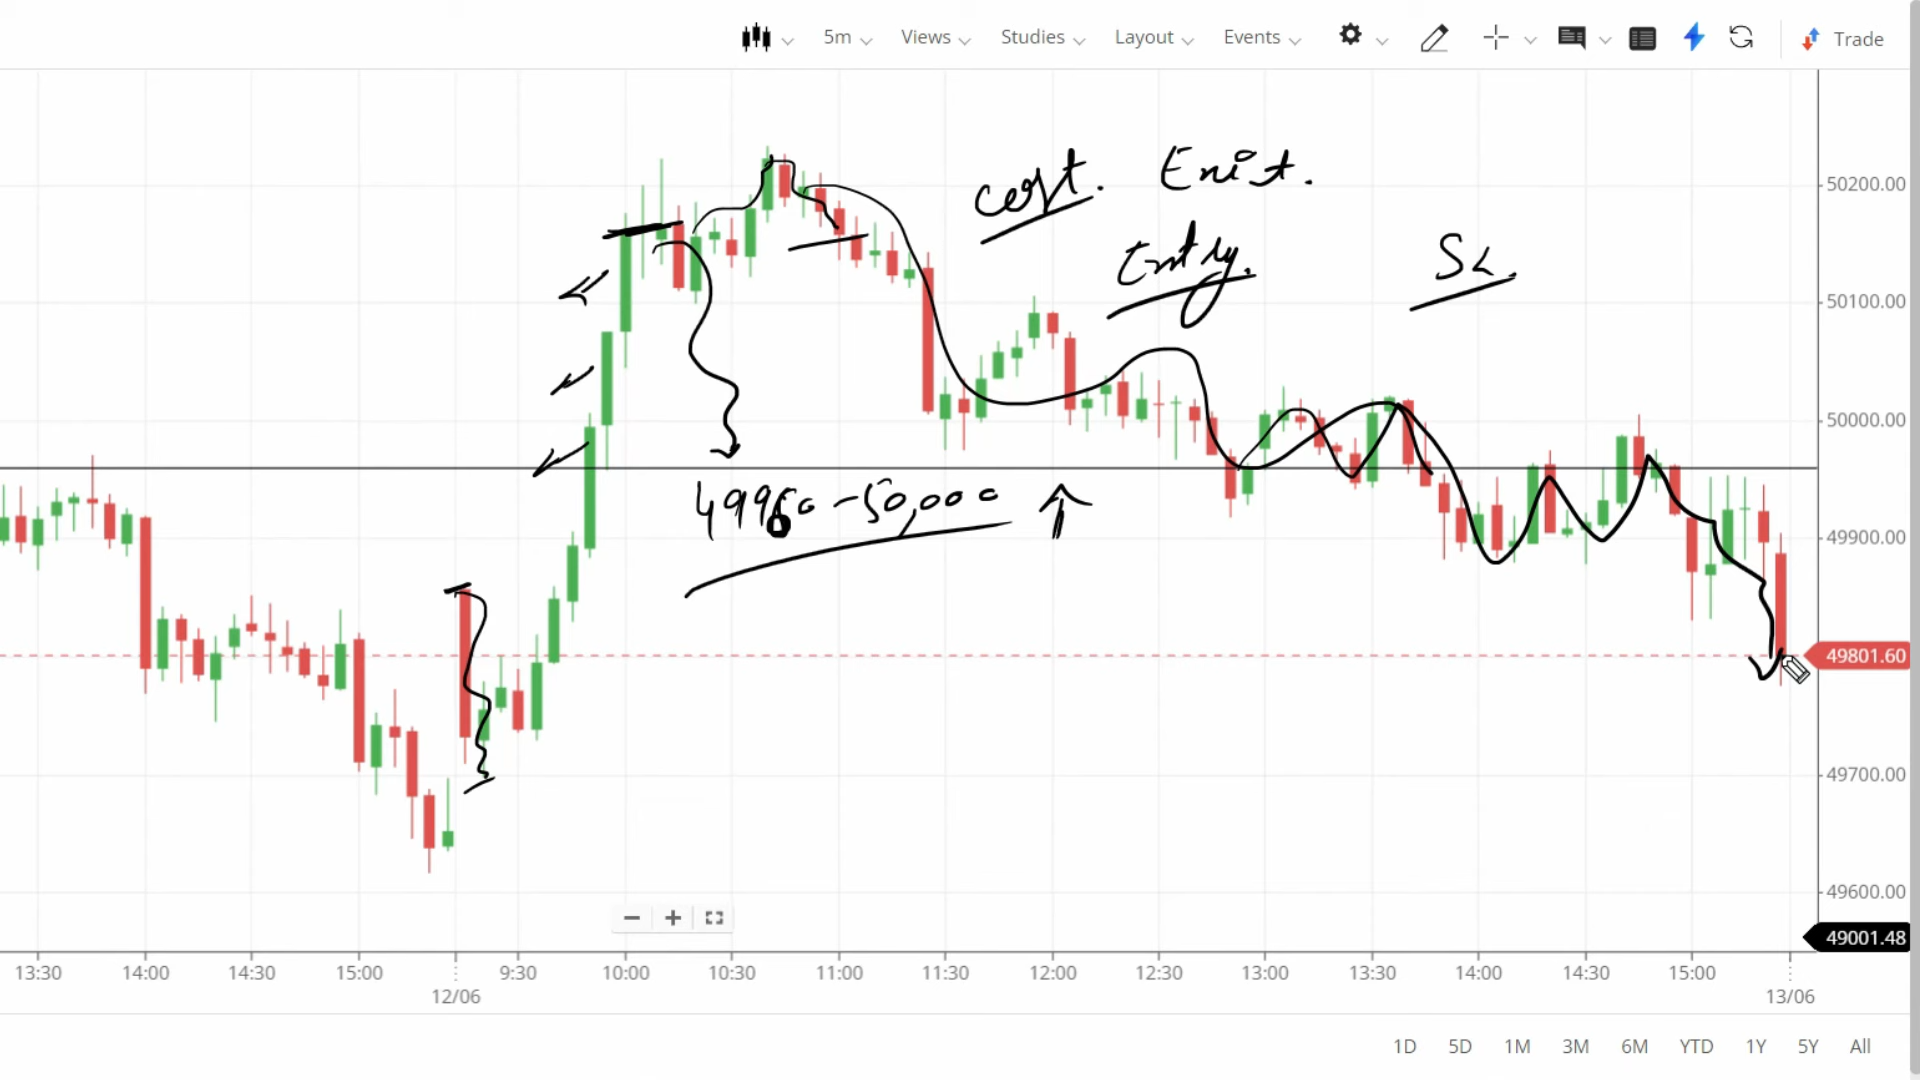 5m Views Studies Layout Events Trade
cost. Exist.
Entry.
SL.
49960-50,000 ↑
50200.00
50100.00
50000.00
49900.00
49801.60
49700.00
49600.00
49001.48
13:30 14:00 14:30 15:00 9:30 10:00 10:30 11:00 11:30 12:00 12:30 13:00 13:30 14:00 14:30 15:00
12/06 13/06
1D 5D 1M 3M 6M YTD 1Y 5Y All